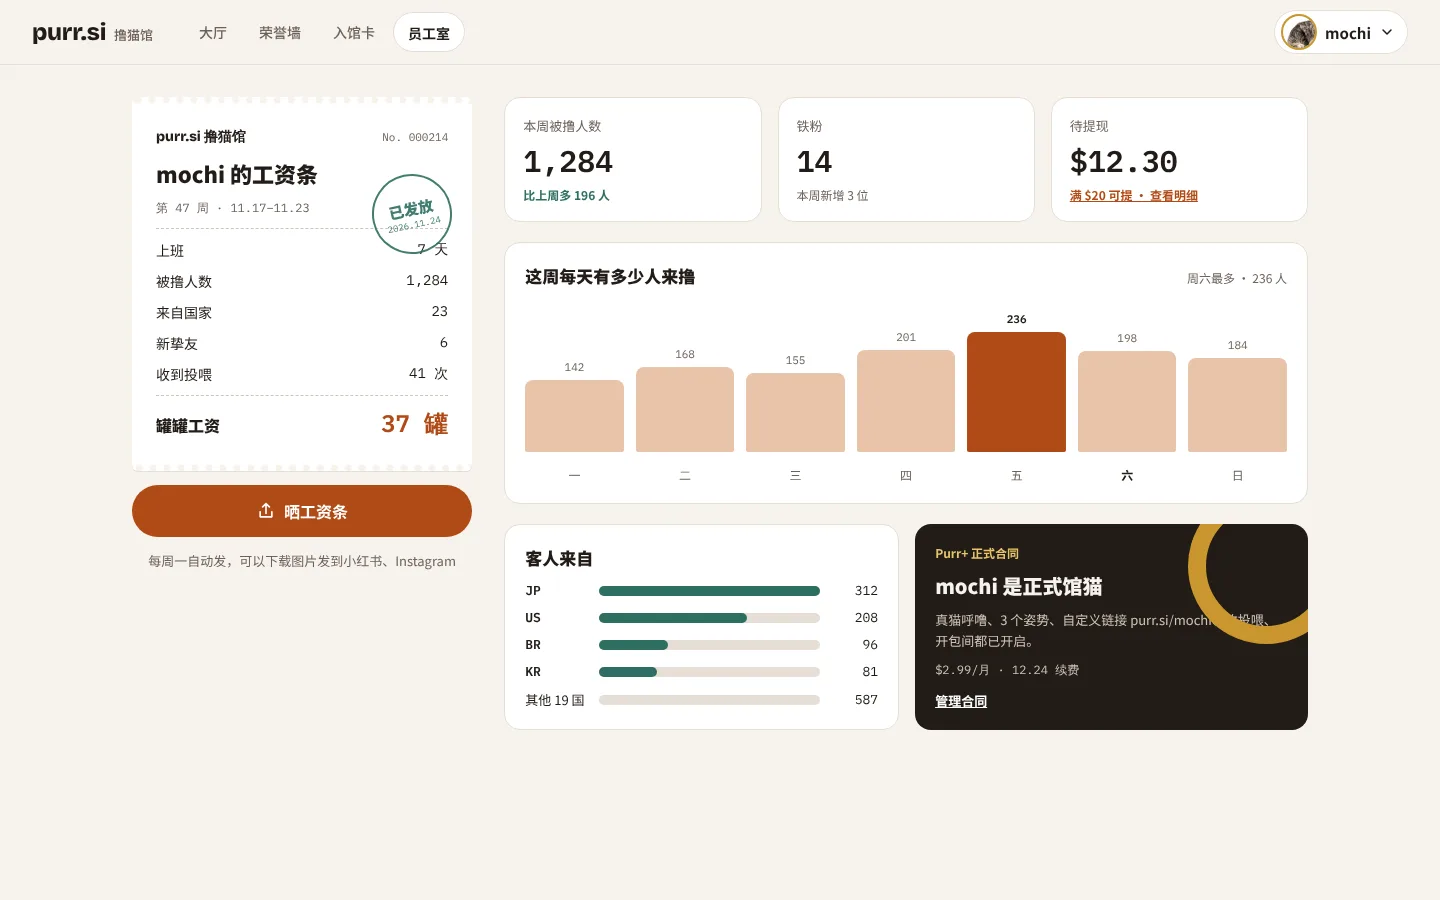 purr.si 撸猫馆
大厅
荣誉墙
入馆卡
员工室
mochi
purr.si 撸猫馆
No. 000214
mochi 的工资条
第 47 周 · 11.17–11.23
已发放
2026.11.24
上班
7 天
被撸人数
1,284
来自国家
23
新挚友
6
收到投喂
41 次
罐罐工资
37 罐
晒工资条
每周一自动发，可以下载图片发到小红书、Instagram
本周被撸人数
1,284
比上周多 196 人
铁粉
14
本周新增 3 位
待提现
$12.30
满 $20 可提 · 查看明细
这周每天有多少人来撸
周六最多 · 236 人
142
168
155
201
236
198
184
一
二
三
四
五
六
日
客人来自
JP
312
US
208
BR
96
KR
81
其他 19 国
587
Purr+ 正式合同
mochi 是正式馆猫
真猫呼噜、3 个姿势、自定义链接 purr.si/mochi 投喂、
开包间都已开启。
$2.99/月 · 12.24 续费
管理合同